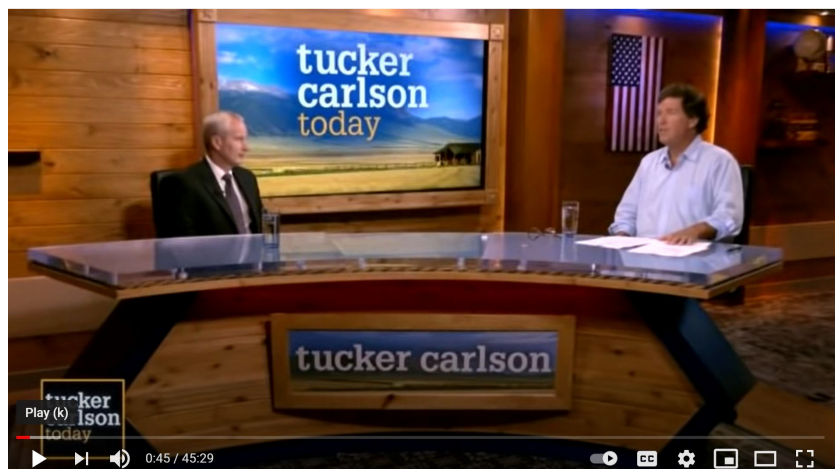 tucker
carlson
today
tucker carlson
tucker
carlson
today
Play (k)
0:45 / 45:29
CC